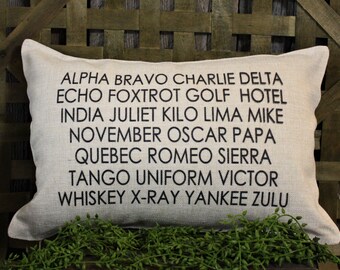 ALPHA BRAVO CHARLIE DELTA
ECHO FOXTROT GOLF HOTEL
INDIA JULIET KILO LIMA MIKE
NOVEMBER OSCAR PAPA
QUEBEC ROMEO SIERRA
TANGO UNIFORM VICTOR
WHISKEY X-RAY YANKEE ZULU